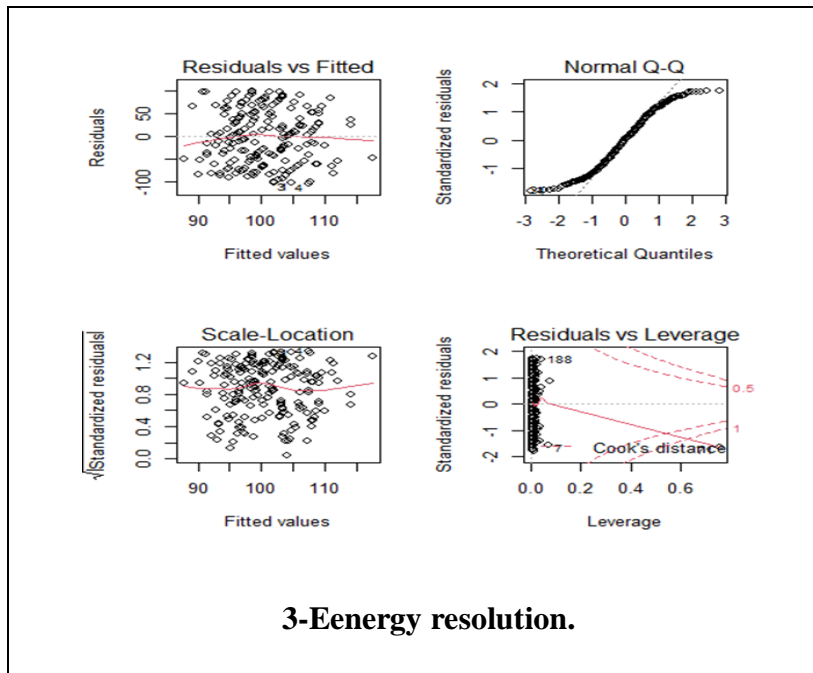 Residuals vs Fitted
Residuals
50
0
-100
3 4
90 100 110
Fitted values
Normal Q-Q
Standardized residuals
2
1
0
-1
-3 -2 -1 0 1 2 3
Theoretical Quantiles
Scale-Location
√|Standardized residuals|
1.2
0.8
0.4
0.0
90 100 110
Fitted values
Residuals vs Leverage
Standardized residuals
2
1
0
-1
-2
188
0.5
1
7
Cook's distance
0.0 0.2 0.4 0.6
Leverage
3-Eenergy resolution.